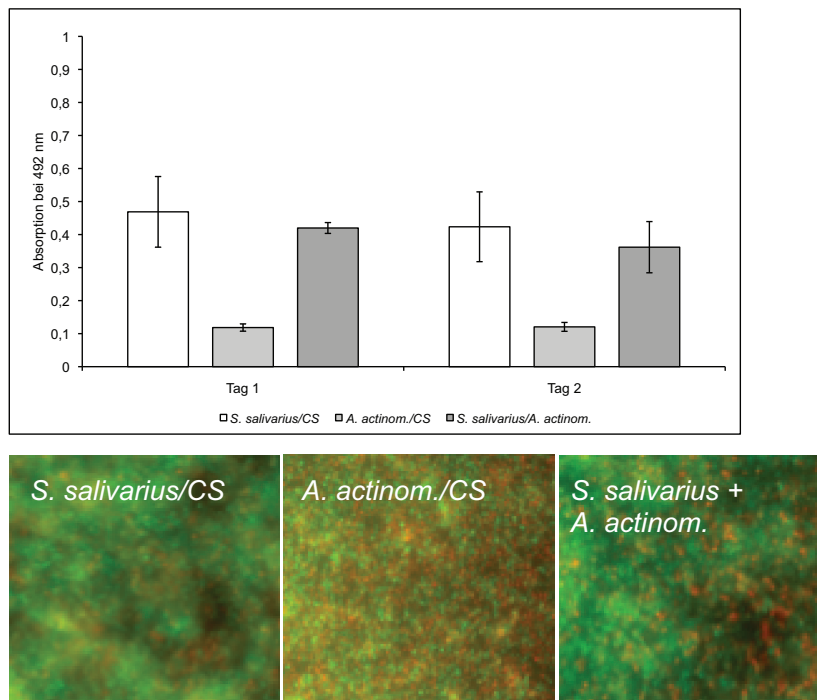 Absorption bei 492 nm
1
0,9
0,8
0,7
0,6
0,5
0,4
0,3
0,2
0,1
0
Tag 1 Tag 2
S. salivarius/CS A. actinom./CS S. salivarius/A. actinom.
S. salivarius/CS
A. actinom./CS
S. salivarius +
A. actinom.